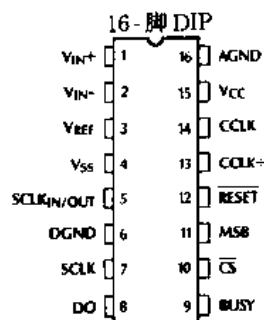 16-脚 DIP
VIN+ 1 16 AGND
VIN- 2 15 VCC
VREF 3 14 CCLK
VSS 4 13 CCLK÷
SCLKIN/OUT 5 12 RESET
DGND 6 11 MSB
SCLK 7 10 CS
DO 8 9 BUSY